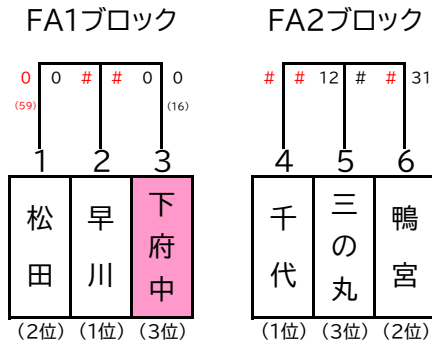 FA1ブロック FA2ブロック
0 0 # # 0 0 # # 12 # # 31
(59) (16)
1 2 3 4 5 6
松田 早川 下府中 千代 三の丸 鴨宮
(2位) (1位) (3位) (1位) (3位) (2位)